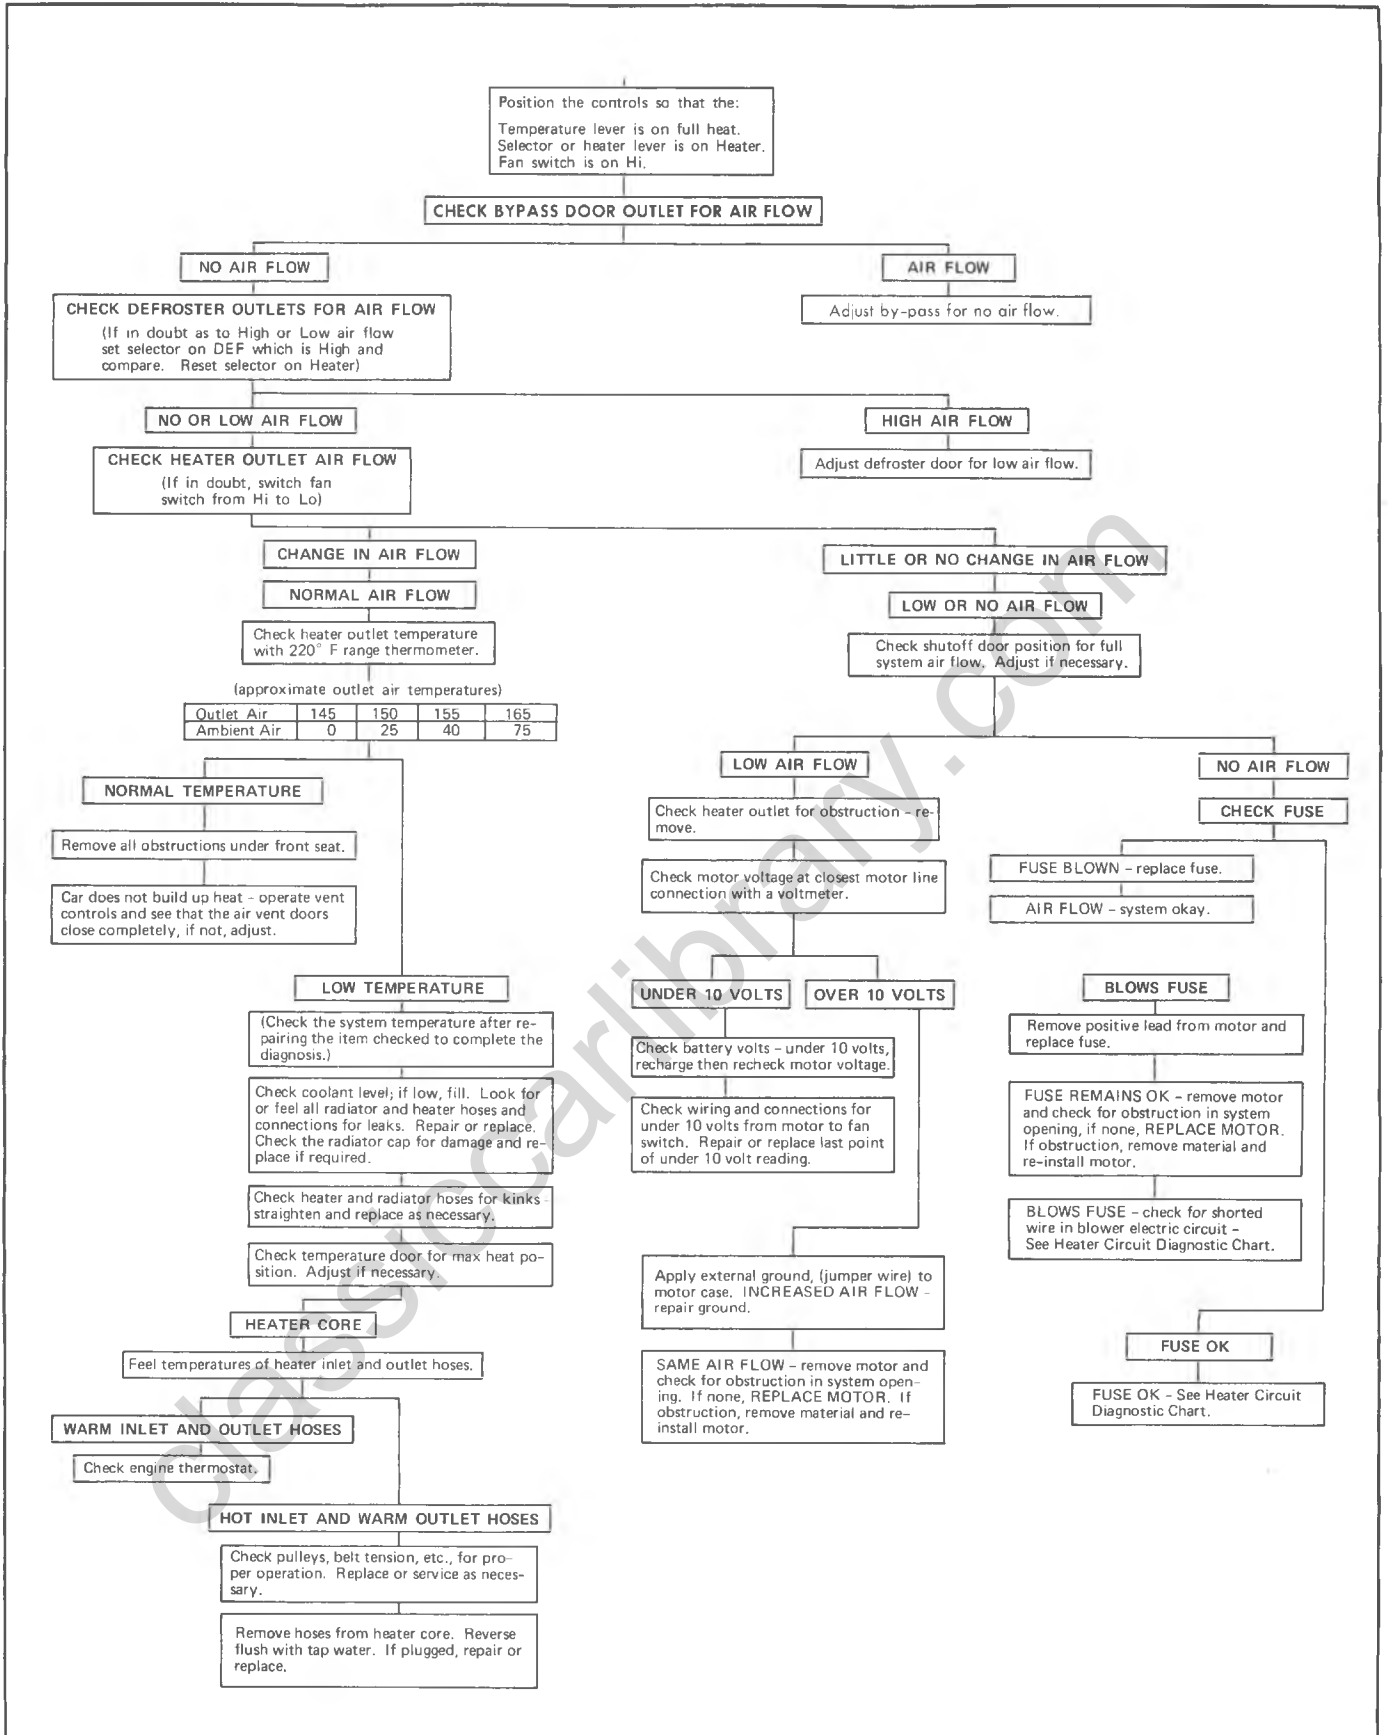 Position the controls so that the:
Temperature lever is on full heat.
Selector or heater lever is on Heater.
Fan switch is on Hi.
CHECK BYPASS DOOR OUTLET FOR AIR FLOW
NO AIR FLOW
AIR FLOW
CHECK DEFROSTER OUTLETS FOR AIR FLOW
(If in doubt as to High or Low air flow
set selector on DEF which is High and
compare. Reset selector on Heater)
Adjust by-pass for no air flow.
NO OR LOW AIR FLOW
HIGH AIR FLOW
CHECK HEATER OUTLET AIR FLOW
(If in doubt, switch fan
switch from Hi to Lo)
Adjust defroster door for low air flow.
CHANGE IN AIR FLOW
LITTLE OR NO CHANGE IN AIR FLOW
NORMAL AIR FLOW
LOW OR NO AIR FLOW
Check heater outlet temperature
with 220° F range thermometer.
Check shutoff door position for full
system air flow. Adjust if necessary.
(approximate outlet air temperatures)
Outlet Air 145 150 155 165
Ambient Air 0 25 40 75
LOW AIR FLOW
NO AIR FLOW
NORMAL TEMPERATURE
Check heater outlet for obstruction – re-
move.
CHECK FUSE
Remove all obstructions under front seat.
FUSE BLOWN – replace fuse.
Check motor voltage at closest motor line
connection with a voltmeter.
Car does not build up heat – operate vent
controls and see that the air vent doors
close completely, if not, adjust.
AIR FLOW – system okay.
LOW TEMPERATURE
UNDER 10 VOLTS
OVER 10 VOLTS
BLOWS FUSE
(Check the system temperature after re-
pairing the item checked to complete the
diagnosis.)
Check battery volts – under 10 volts,
recharge then recheck motor voltage.
Remove positive lead from motor and
replace fuse.
Check coolant level; if low, fill. Look for
or feel all radiator and heater hoses and
connections for leaks. Repair or replace.
Check the radiator cap for damage and re-
place if required.
Check wiring and connections for
under 10 volts from motor to fan
switch. Repair or replace last point
of under 10 volt reading.
FUSE REMAINS OK – remove motor
and check for obstruction in system
opening, if none, REPLACE MOTOR.
If obstruction, remove material and
re-install motor.
Check heater and radiator hoses for kinks –
straighten and replace as necessary.
BLOWS FUSE – check for shorted
wire in blower electric circuit –
See Heater Circuit Diagnostic Chart.
Check temperature door for max heat po-
sition. Adjust if necessary.
Apply external ground, (jumper wire) to
motor case. INCREASED AIR FLOW –
repair ground.
HEATER CORE
FUSE OK
Feel temperatures of heater inlet and outlet hoses.
SAME AIR FLOW – remove motor and
check for obstruction in system open-
ing. If none, REPLACE MOTOR. If
obstruction, remove material and re-
install motor.
FUSE OK – See Heater Circuit
Diagnostic Chart.
WARM INLET AND OUTLET HOSES
Check engine thermostat.
HOT INLET AND WARM OUTLET HOSES
Check pulleys, belt tension, etc., for pro-
per operation. Replace or service as neces-
sary.
Remove hoses from heater core. Reverse
flush with tap water. If plugged, repair or
replace.
classiccarlibrary.com